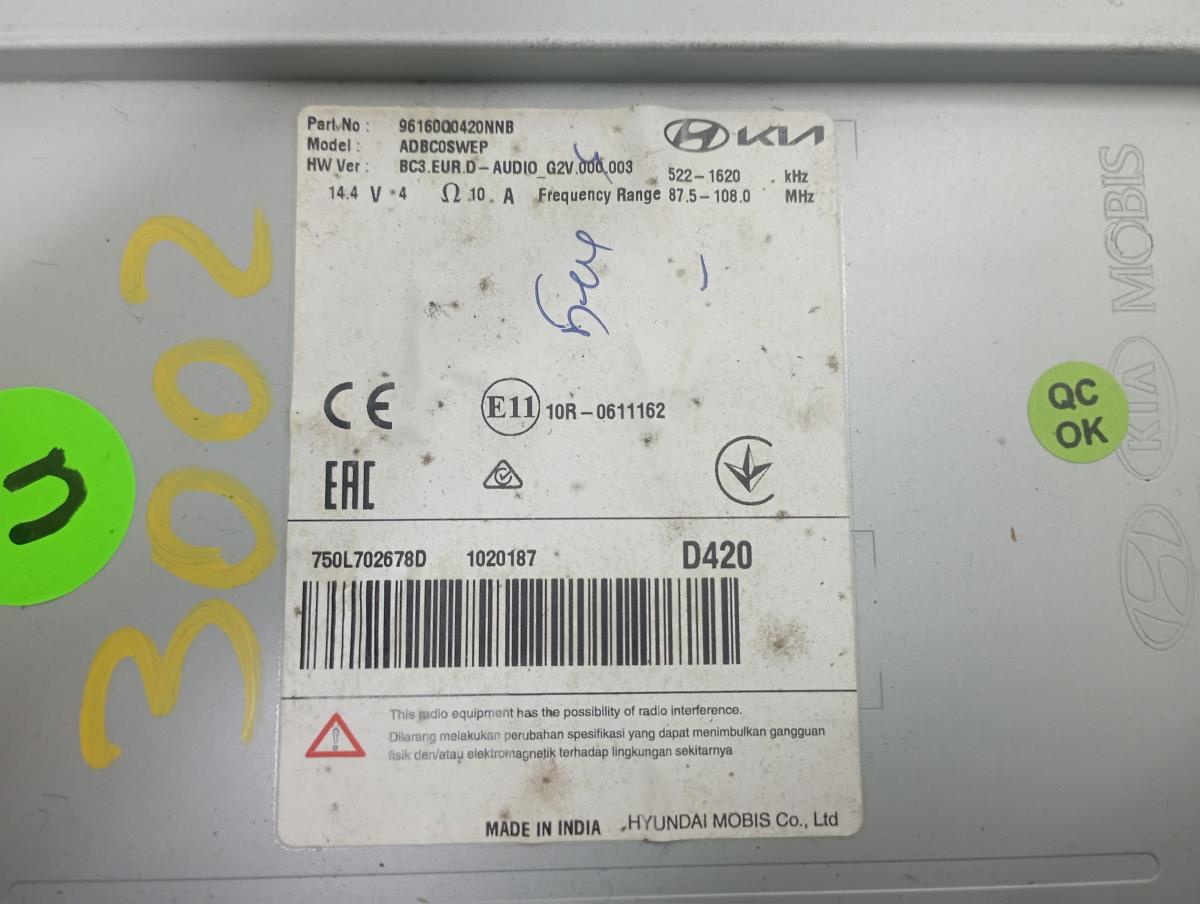 Part No : 96160Q0420NNB
KIA
Model : ADBC0SWEP
HW Ver : BC3.EUR.D-AUDIO_G2V.000.003
522-1620 kHz
14.4 V 4 Ω 10 A Frequency Range 87.5-108.0 MHz
CE
E11 10R-0611162
EAC
750L702678D 1020187 D420
This radio equipment has the possibility of radio interference.
Dilarang melakukan perubahan spesifikasi yang dapat menimbulkan gangguan
fisik dan/atau elektromagnetik terhadap lingkungan sekitarnya
MADE IN INDIA HYUNDAI MOBIS Co., Ltd
3002
QC
OK
KIA MOBIS